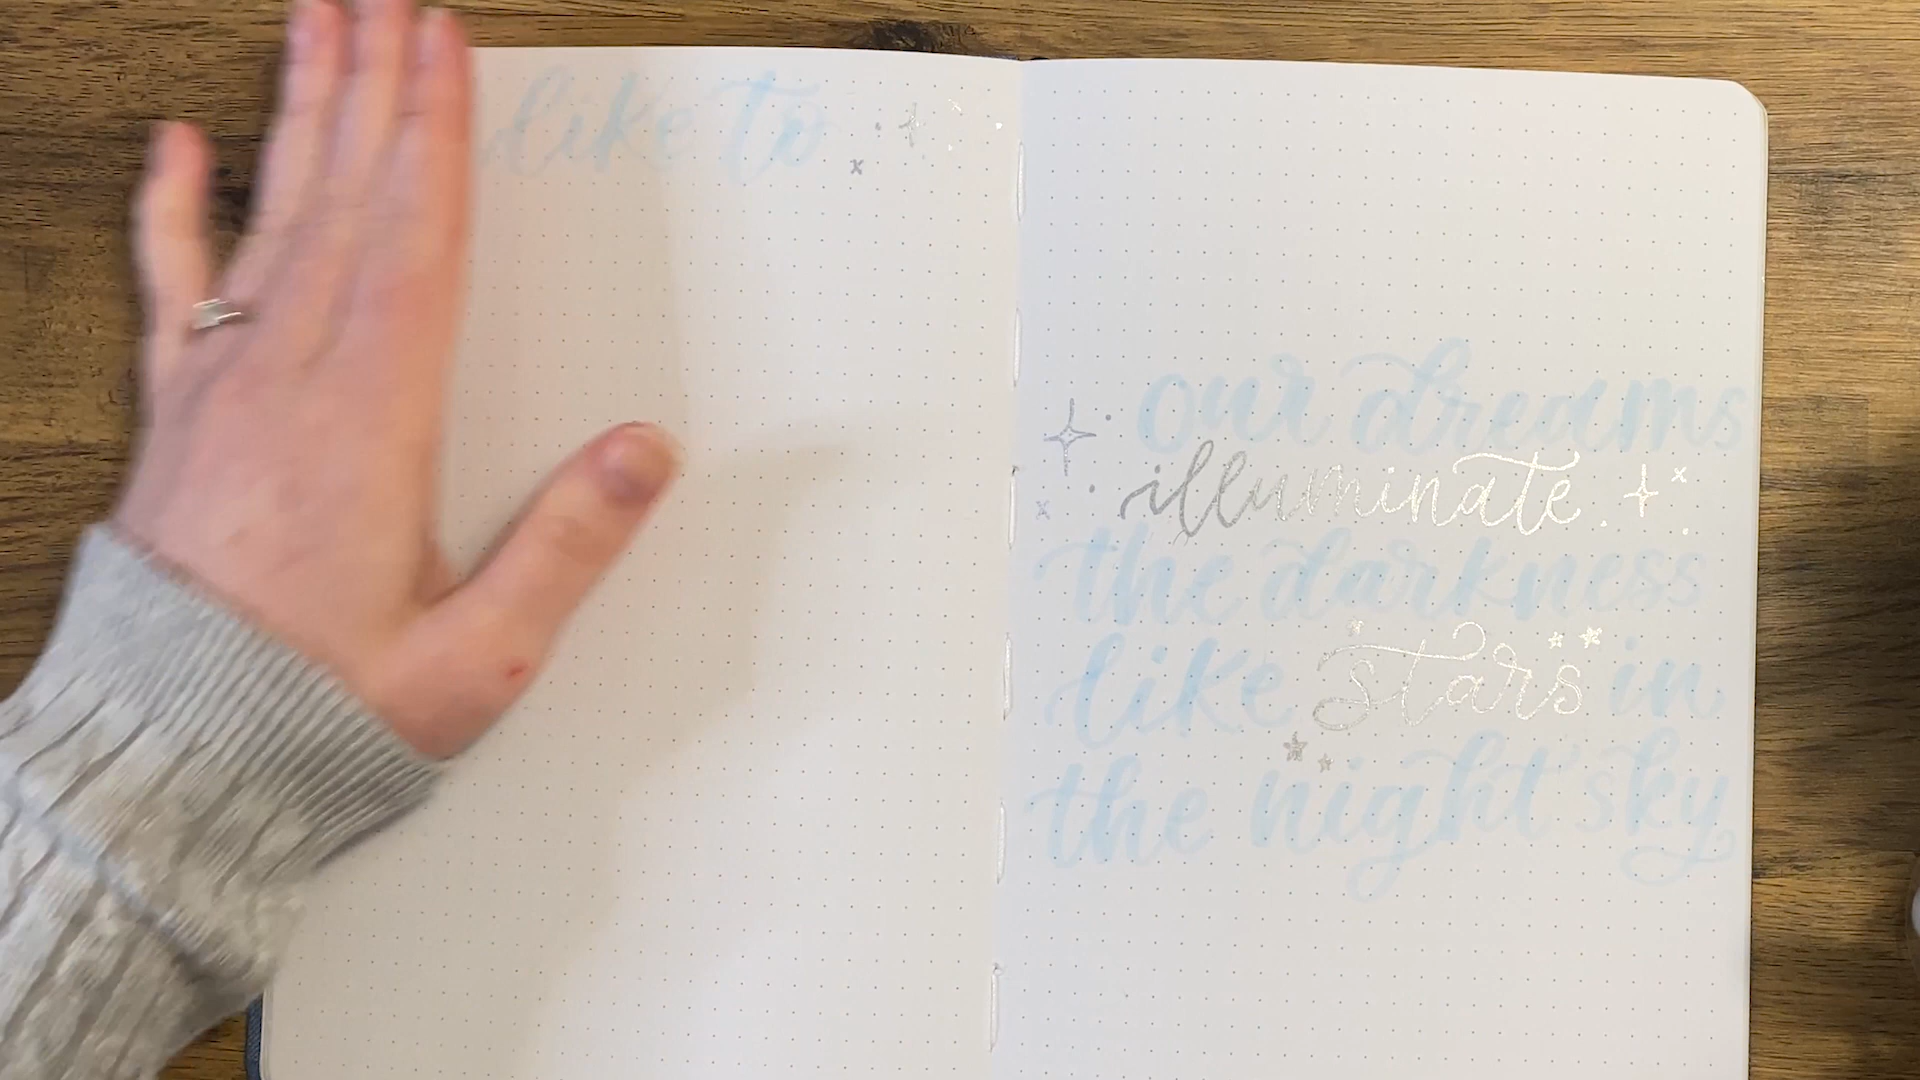 like to
our dreams
illuminate
the darkness
like stars in
the night sky